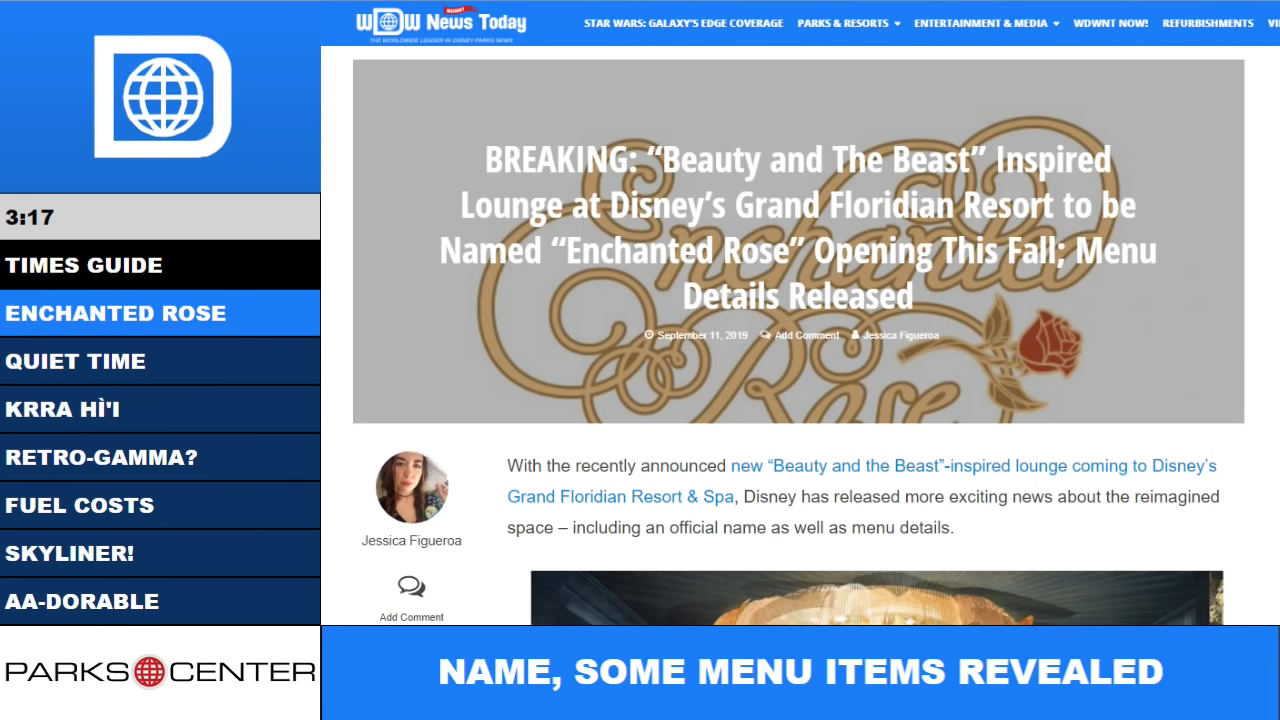 WDW News Today
THE WORLDWIDE LEADER IN DISNEY PARKS NEWS
STAR WARS: GALAXY'S EDGE COVERAGE PARKS & RESORTS ENTERTAINMENT & MEDIA WDWNT NOW! REFURBISHMENTS
D
3:17
TIMES GUIDE
ENCHANTED ROSE
QUIET TIME
KRRA HÌ'I
RETRO-GAMMA?
FUEL COSTS
SKYLINER!
AA-DORABLE
PARKS CENTER
Enchanted
Rose
BREAKING: “Beauty and The Beast” Inspired
Lounge at Disney’s Grand Floridian Resort to be
Named “Enchanted Rose” Opening This Fall; Menu
Details Released
September 11, 2019 Add Comment Jessica Figueroa
Jessica Figueroa
Add Comment
With the recently announced new “Beauty and the Beast”-inspired lounge coming to Disney’s
Grand Floridian Resort & Spa, Disney has released more exciting news about the reimagined
space – including an official name as well as menu details.
NAME, SOME MENU ITEMS REVEALED